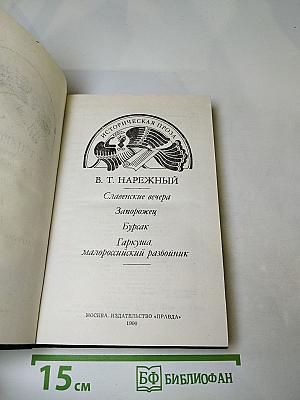 ИСТОРИЧЕСКАЯ ПРОЗА
В. Т. НАРЕЖНЫЙ
Славенские вечера
Запорожец
Бурсак
Гаркуша,
малороссийский разбойник
МОСКВА. ИЗДАТЕЛЬСТВО «ПРАВДА»
1990
15 см
БФ БИБЛИОФАН